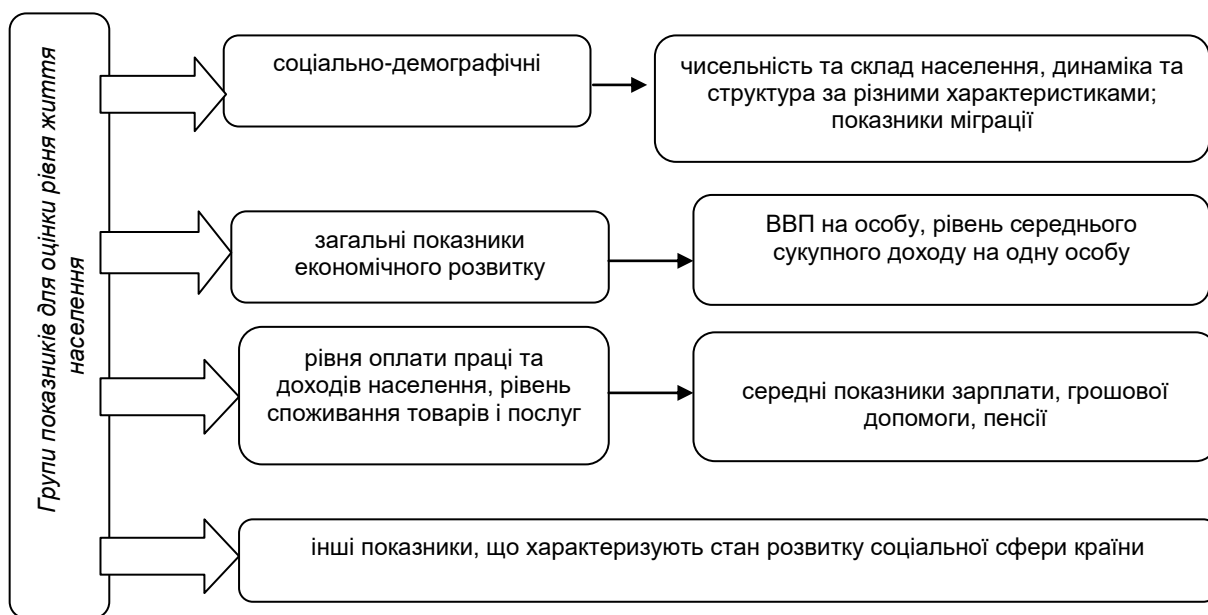 Групи показників для оцінки рівня життя
населення
соціально-демографічні
чисельність та склад населення, динаміка та
структура за різними характеристиками;
показники міграції
загальні показники
економічного розвитку
ВВП на особу, рівень середнього
сукупного доходу на одну особу
рівня оплати праці та
доходів населення, рівень
споживання товарів і послуг
середні показники зарплати, грошової
допомоги, пенсії
інші показники, що характеризують стан розвитку соціальної сфери країни